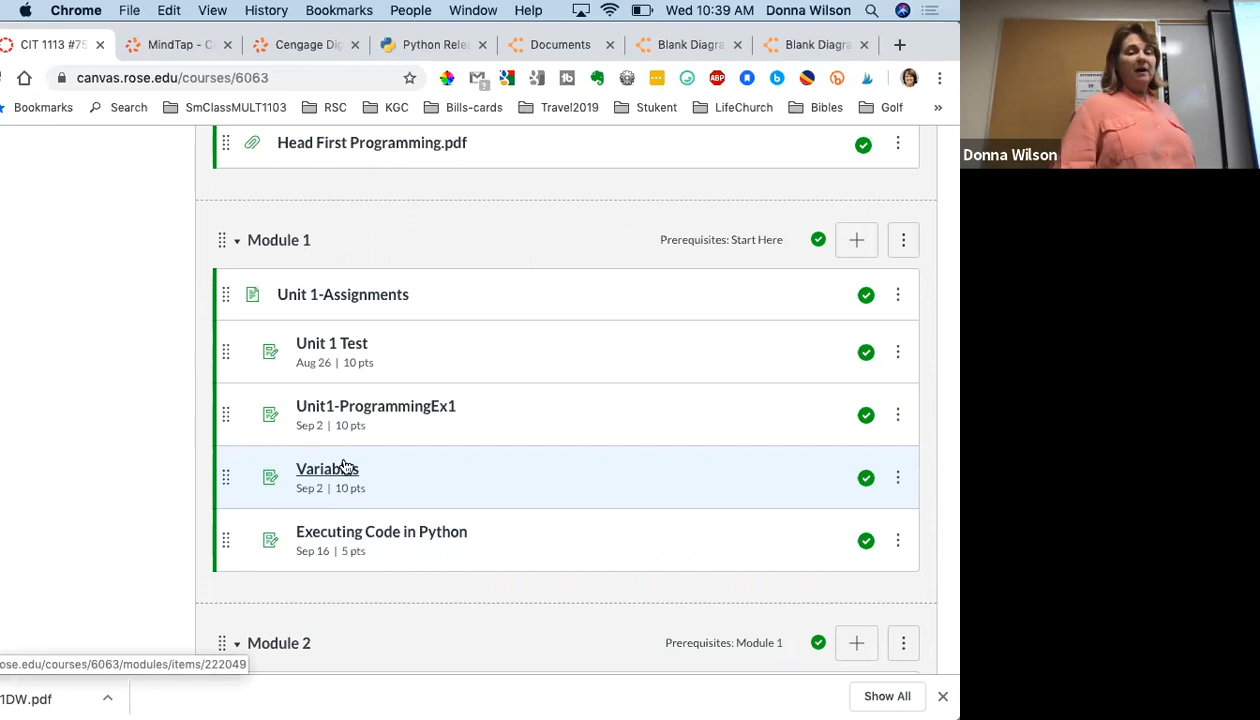 Chrome File Edit View History Bookmarks People Window Help Wed 10:39 AM Donna Wilson
CIT 1113 #75 MindTap - C Cengage Dig Python Rele Documents Blank Diagra Blank Diagra
canvas.rose.edu/courses/6063
Bookmarks Search SmClassMULT1103 RSC KGC Bills-cards Travel2019 Stukent LifeChurch Bibles Golf »
Head First Programming.pdf
Donna Wilson
Module 1 Prerequisites: Start Here
Unit 1-Assignments
Unit 1 Test
Aug 26 | 10 pts
Unit1-ProgrammingEx1
Sep 2 | 10 pts
Variables
Sep 2 | 10 pts
Executing Code in Python
Sep 16 | 5 pts
Module 2 Prerequisites: Module 1
ose.edu/courses/6063/modules/items/222049
1DW.pdf Show All